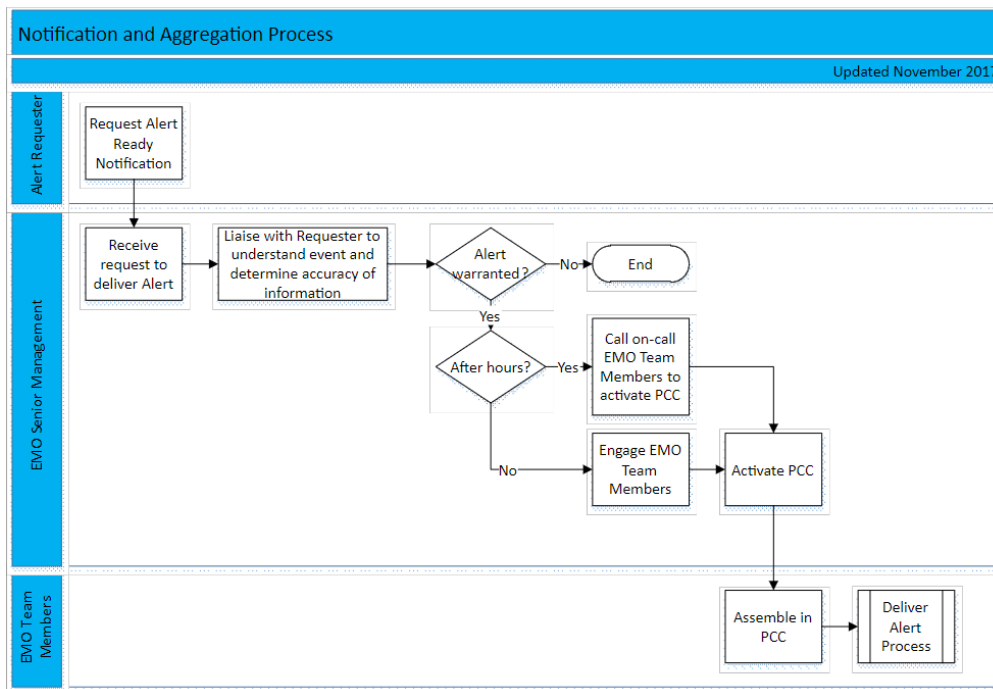 Notification and Aggregation Process
Updated November 2017
Alert Requester
Request Alert
Ready
Notification
EMO Senior Management
Receive
request to
deliver Alert
Liaise with Requester to
understand event and
determine accuracy of
information
Alert
warranted?
No
End
Yes
After hours?
Yes
Call on-call
EMO Team
Members to
activate PCC
No
Engage EMO
Team
Members
Activate PCC
EMO Team
Members
Assemble in
PCC
Deliver
Alert
Process